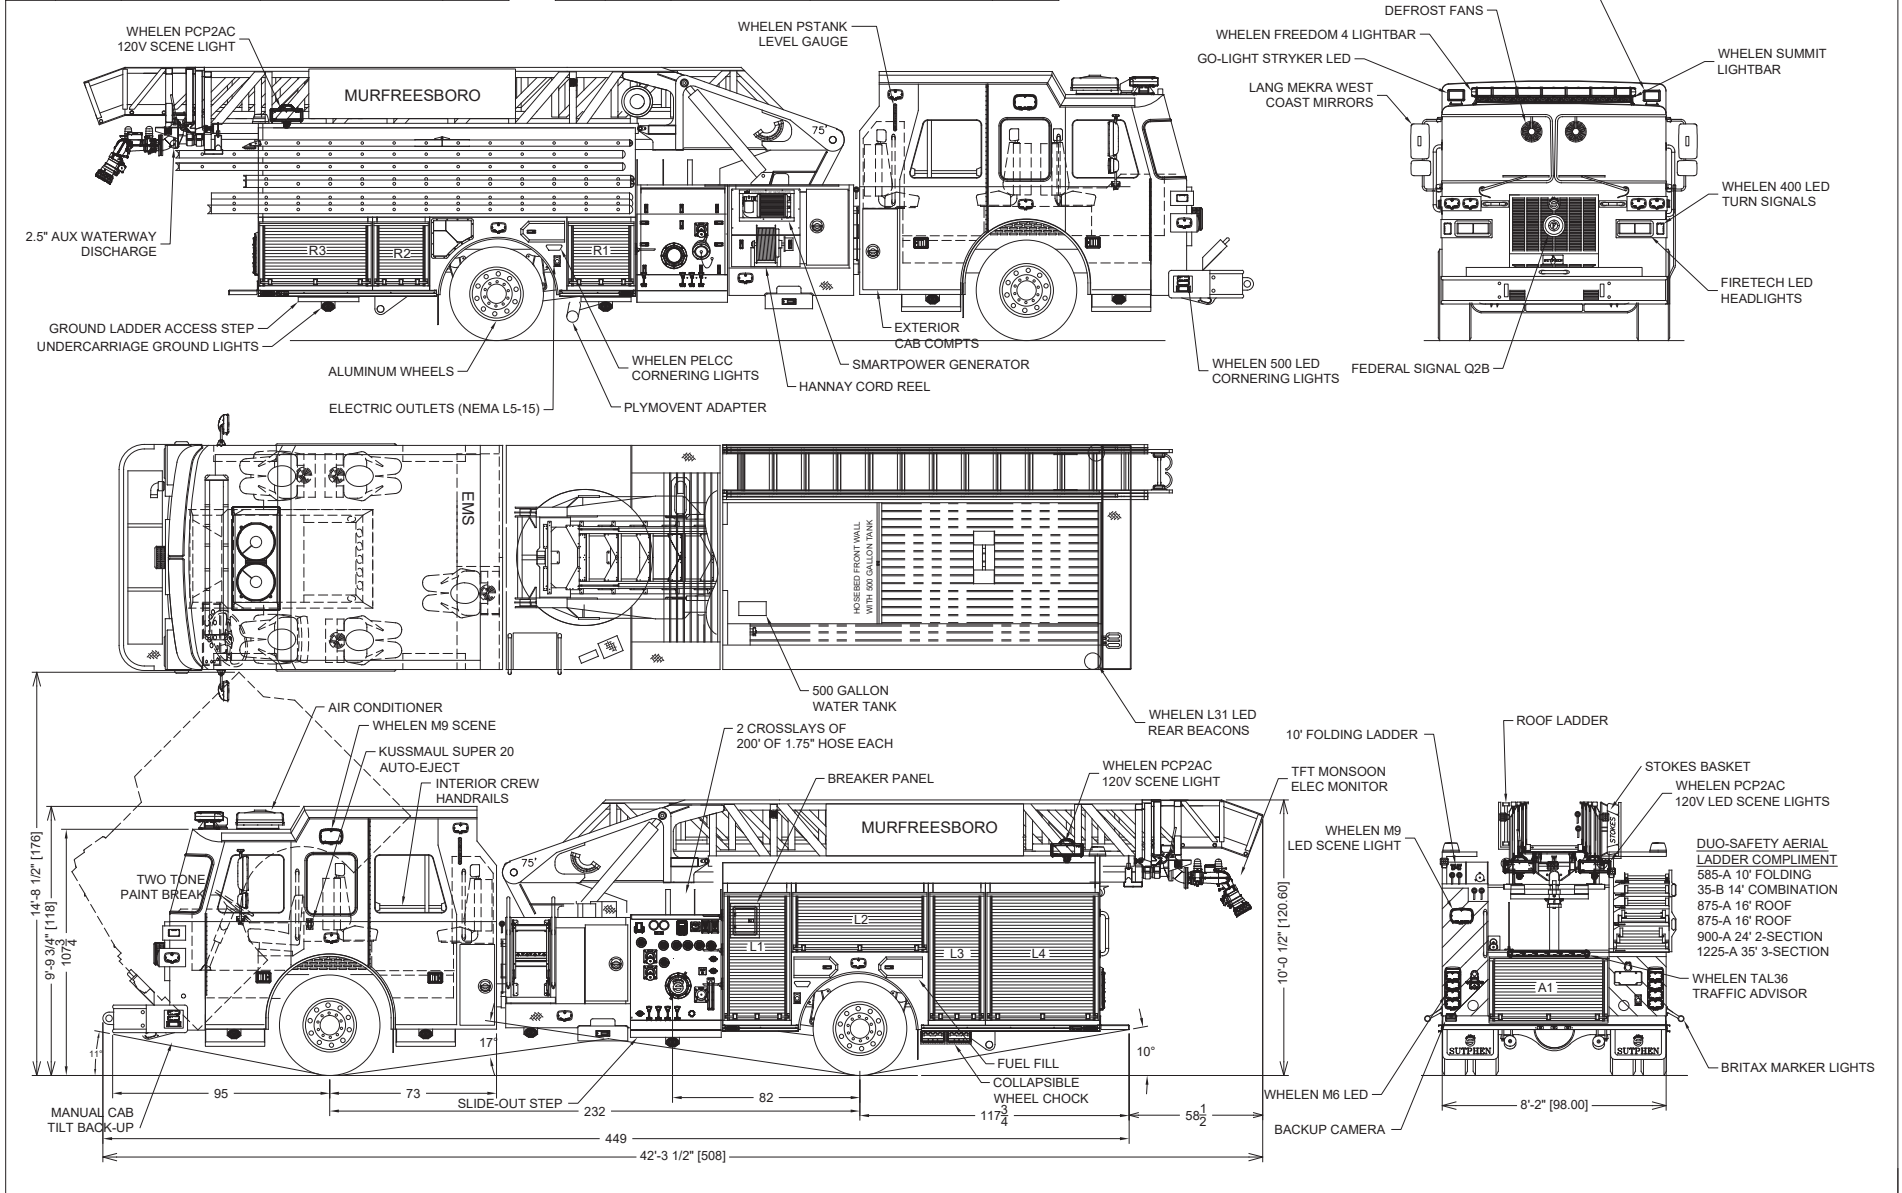 DEFROST FANS
WHELEN PCP2AC
120V SCENE LIGHT
WHELEN PSTANK
LEVEL GAUGE
WHELEN FREEDOM 4 LIGHTBAR
GO-LIGHT STRYKER LED
WHELEN SUMMIT
LIGHTBAR
LANG MEKRA WEST
COAST MIRRORS
MURFREESBORO
75°
WHELEN 400 LED
TURN SIGNALS
2.5" AUX WATERWAY
DISCHARGE
R3
R2
R1
FIRETECH LED
HEADLIGHTS
GROUND LADDER ACCESS STEP
UNDERCARRIAGE GROUND LIGHTS
EXTERIOR
CAB COMPTS
ALUMINUM WHEELS
WHELEN PELCC
CORNERING LIGHTS
SMARTPOWER GENERATOR
HANNAY CORD REEL
WHELEN 500 LED
CORNERING LIGHTS
FEDERAL SIGNAL Q2B
ELECTRIC OUTLETS (NEMA L5-15)
PLYMOVENT ADAPTER
EMS
HOSEBED FRONT WALL
WITH 500 GALLON TANK
500 GALLON
WATER TANK
WHELEN L31 LED
REAR BEACONS
AIR CONDITIONER
WHELEN M9 SCENE
KUSSMAUL SUPER 20
AUTO-EJECT
INTERIOR CREW
HANDRAILS
2 CROSSLAYS OF
200' OF 1.75" HOSE EACH
BREAKER PANEL
WHELEN PCP2AC
120V SCENE LIGHT
TFT MONSOON
ELEC MONITOR
10' FOLDING LADDER
ROOF LADDER
STOKES BASKET
WHELEN PCP2AC
120V LED SCENE LIGHTS
WHELEN M9
LED SCENE LIGHT
STOKES
DUO-SAFETY AERIAL
LADDER COMPLIMENT
585-A 10' FOLDING
35-B 14' COMBINATION
875-A 16' ROOF
875-A 16' ROOF
900-A 24' 2-SECTION
1225-A 35' 3-SECTION
MURFREESBORO
75°
TWO TONE
PAINT BREAK
14'-8 1/2" [176]
9'-9 3/4" [118]
107 3/4
L1
L2
L3
L4
10'-0 1/2" [120.60]
A1
WHELEN TAL36
TRAFFIC ADVISOR
11°
17°
10°
SUTPHEN
SUTPHEN
FUEL FILL
COLLAPSIBLE
WHEEL CHOCK
BRITAX MARKER LIGHTS
WHELEN M6 LED
MANUAL CAB
TILT BACK-UP
95
73
SLIDE-OUT STEP
82
232
117 3/4
58 1/2
8'-2" [98.00]
BACKUP CAMERA
449
42'-3 1/2" [508]